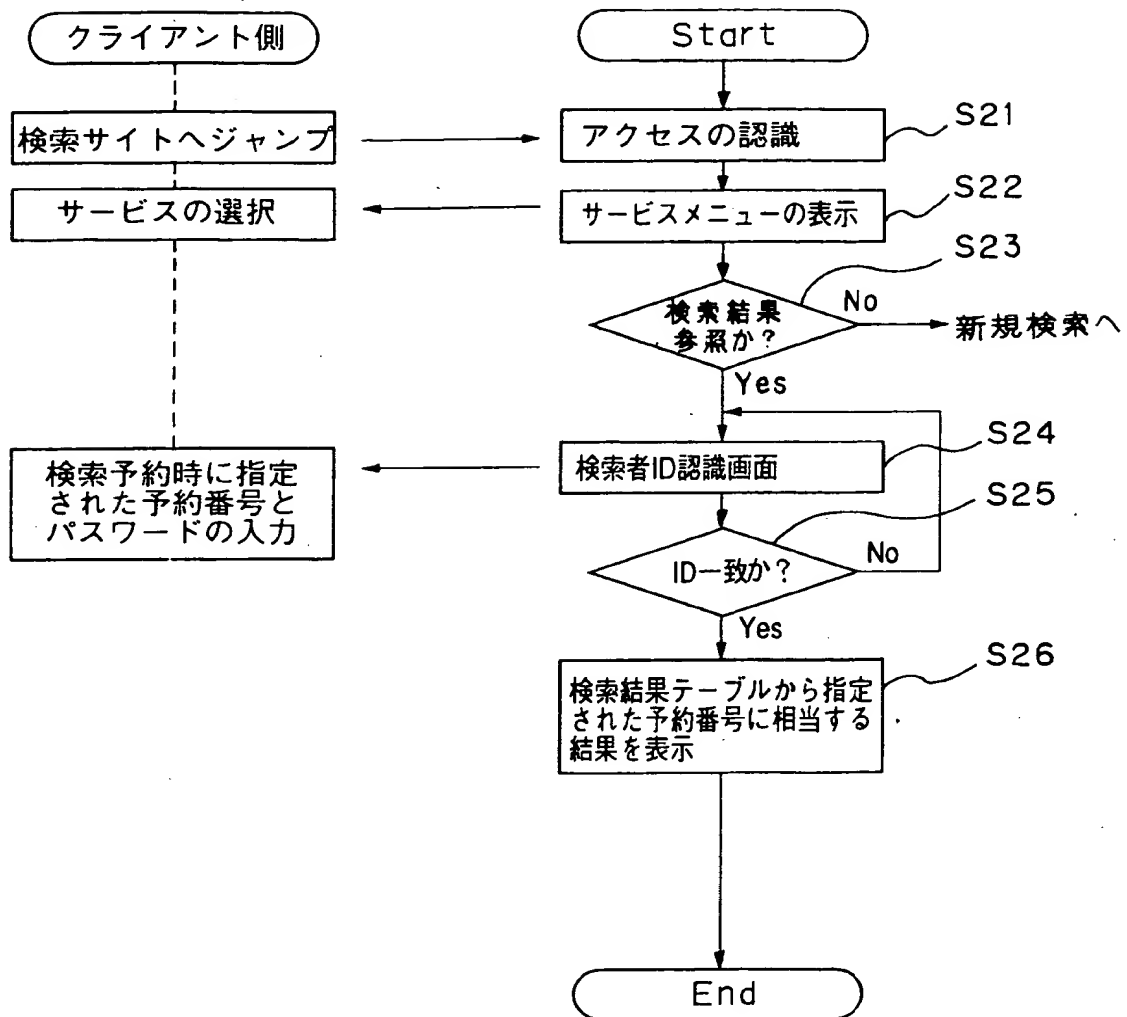 クライアント側
Start
検索サイトへジャンプ
アクセスの認識
S21
サービスの選択
サービスメニューの表示
S22
S23
検索結果
参照か?
No
新規検索へ
Yes
S24
検索者ID認識画面
検索予約時に指定
された予約番号と
パスワードの入力
S25
ID一致か?
No
Yes
S26
検索結果テーブルから指定
された予約番号に相当する
結果を表示
End